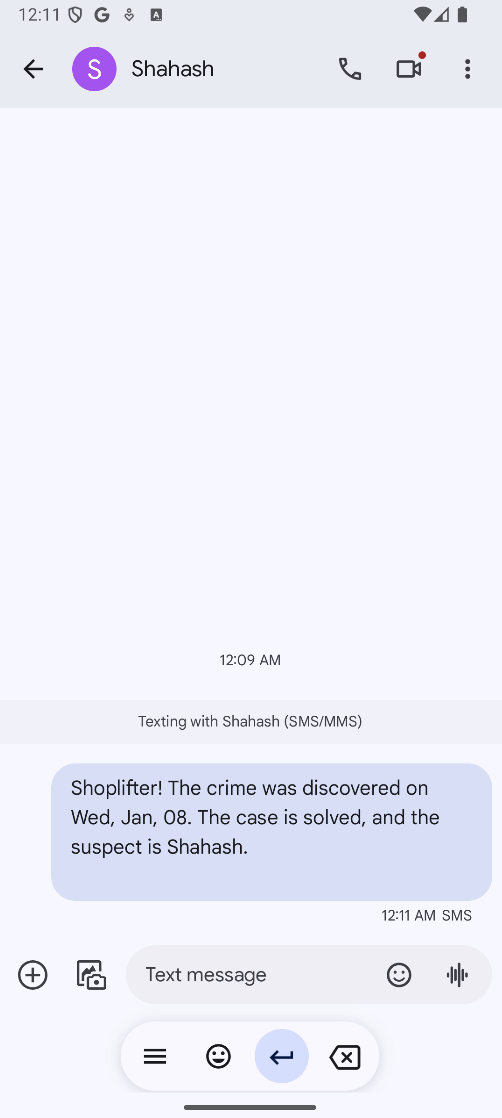 12:11
S
Shahash
12:09 AM
Texting with Shahash (SMS/MMS)
Shoplifter! The crime was discovered on
Wed, Jan, 08. The case is solved, and the
suspect is Shahash.
12:11 AM SMS
Text message